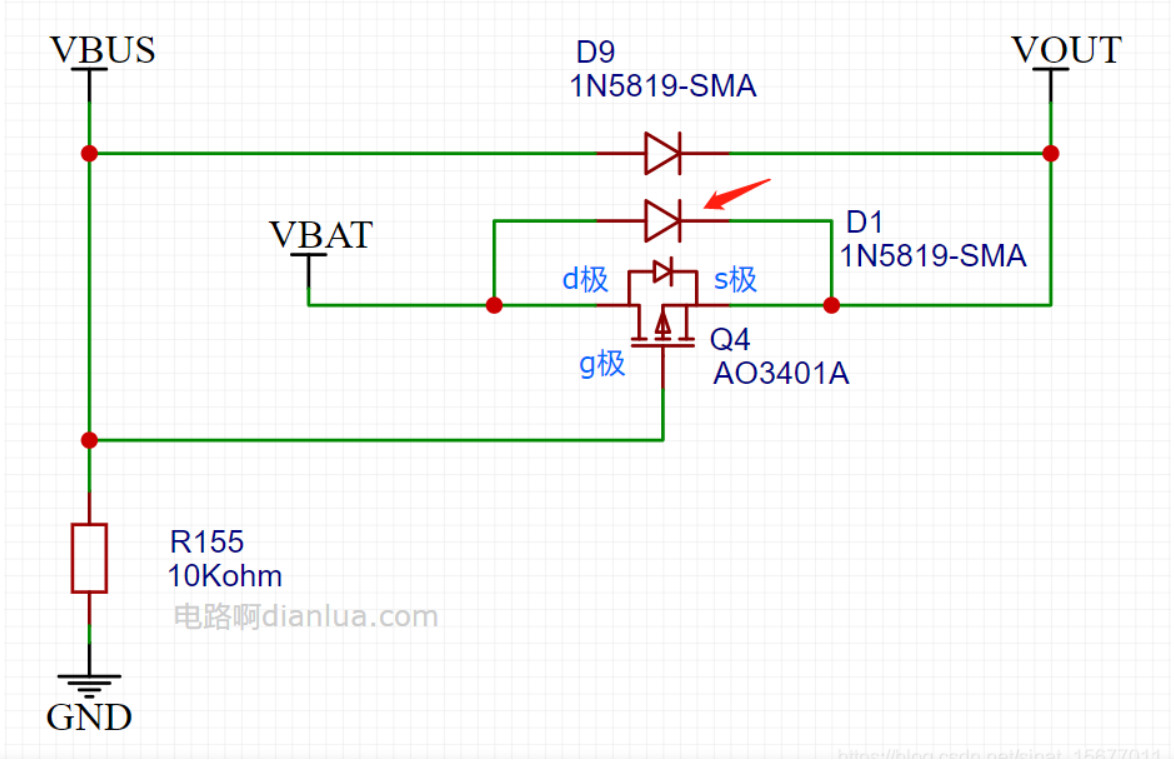 VBUS
D9
VOUT
1N5819-SMA
VBAT
D1
1N5819-SMA
d极
s极
Q4
g极
AO3401A
R155
10Kohm
电路啊dianlua.com
GND
https://blog.csdn.net/sinat_15677011